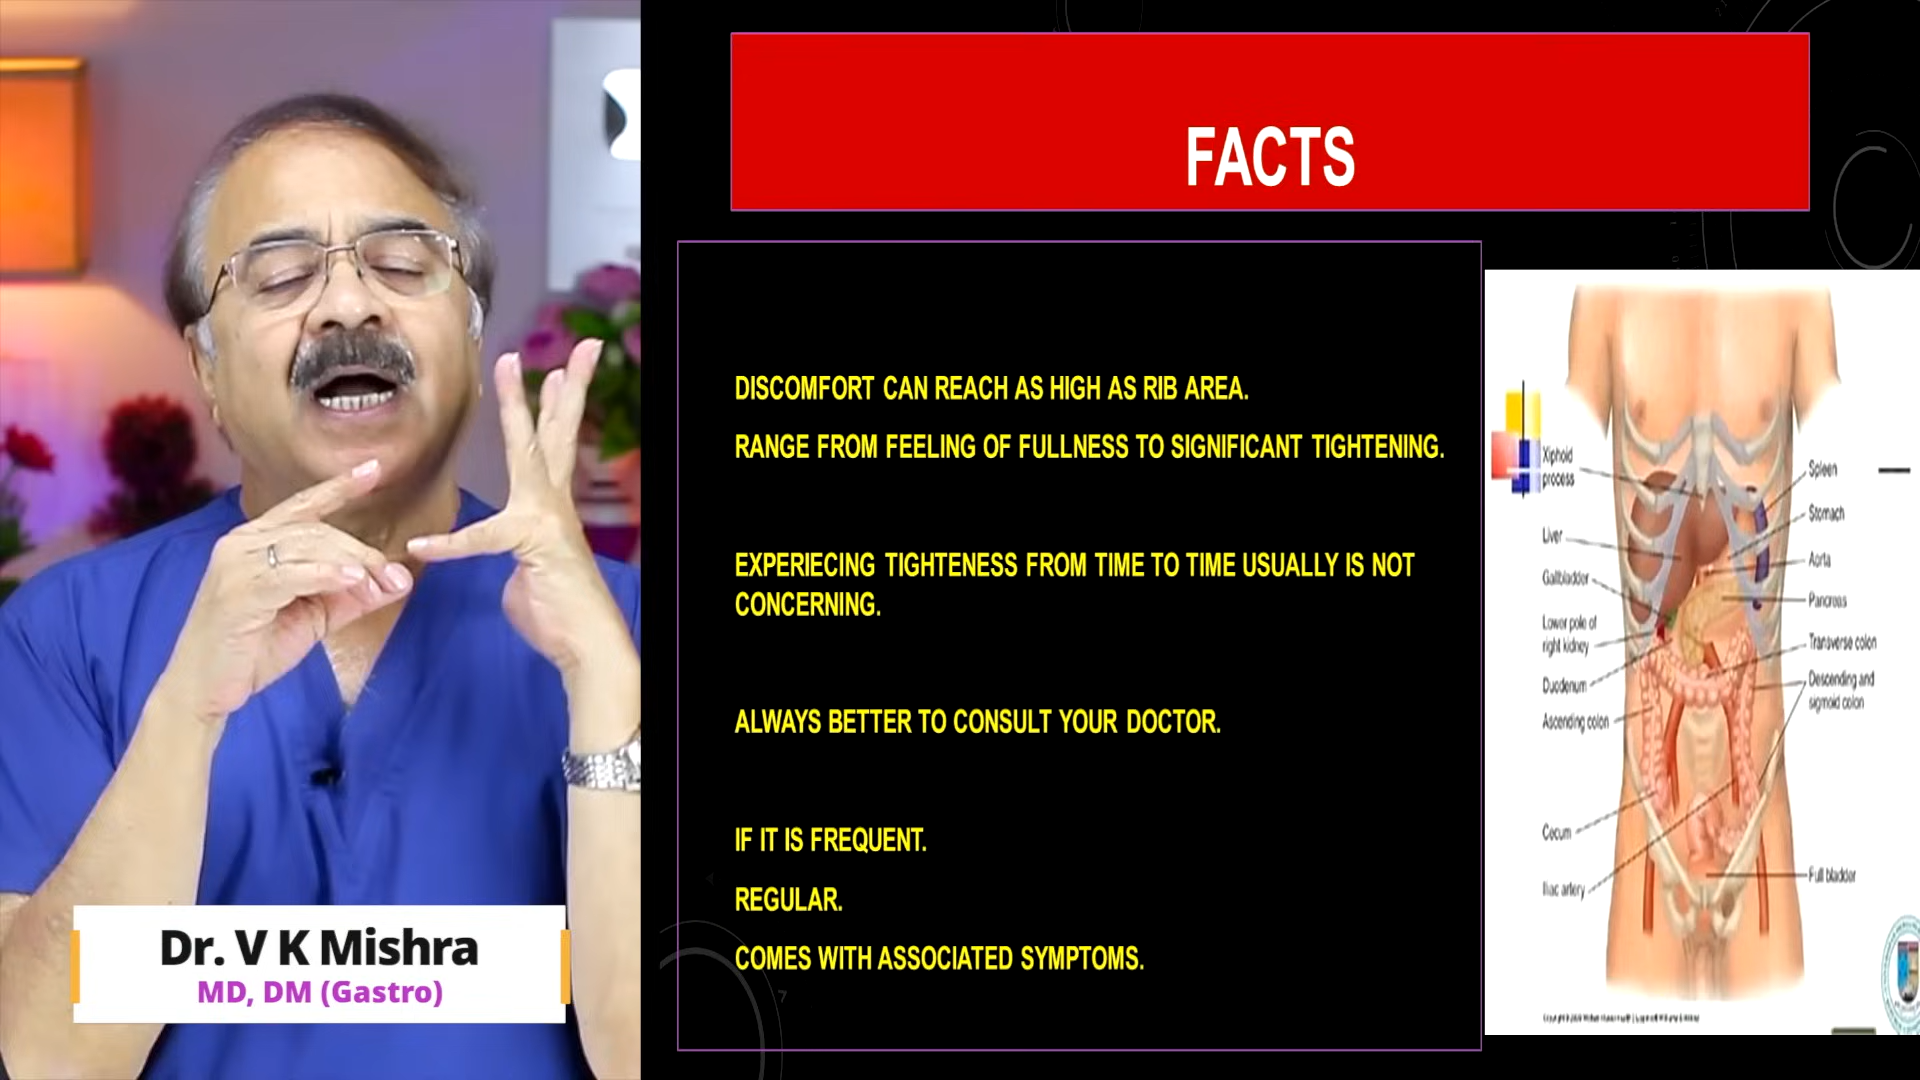 FACTS
DISCOMFORT CAN REACH AS HIGH AS RIB AREA.
RANGE FROM FEELING OF FULLNESS TO SIGNIFICANT TIGHTENING.
EXPERIECING TIGHTENESS FROM TIME TO TIME USUALLY IS NOT
CONCERNING.
ALWAYS BETTER TO CONSULT YOUR DOCTOR.
IF IT IS FREQUENT.
REGULAR.
COMES WITH ASSOCIATED SYMPTOMS.
Xiphoid
process
Liver
Gallbladder
Lower pole of
right kidney
Duodenum
Ascending colon
Cecum
Iliac artery
Spleen
Stomach
Aorta
Pancreas
Transverse colon
Descending and
sigmoid colon
Full bladder
Dr. V K Mishra
MD, DM (Gastro)